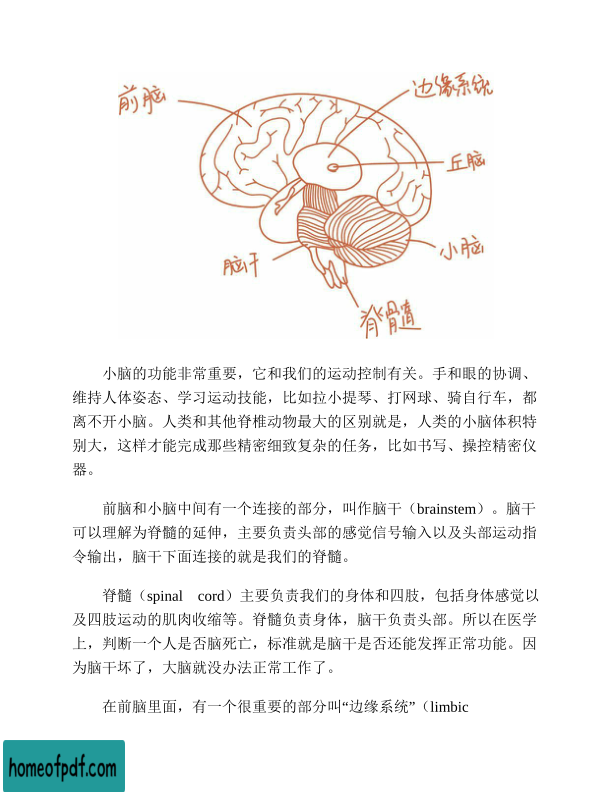 前脑
边缘系统
丘脑
小脑
脑干
脊髓
小脑的功能非常重要，它和我们的运动控制有关。手和眼的协调、
维持人体姿态、学习运动技能，比如拉小提琴、打网球、骑自行车，都
离不开小脑。人类和其他脊椎动物最大的区别就是，人类的小脑体积特
别大，这样才能完成那些精密细致复杂的任务，比如书写、操控精密仪
器。
前脑和小脑中间有一个连接的部分，叫作脑干（brainstem）。脑干
可以理解为脊髓的延伸，主要负责头部的感觉信号输入以及头部运动指
令输出，脑干下面连接的就是我们的脊髓。
脊髓（spinal cord）主要负责我们的身体和四肢，包括身体感觉以
及四肢运动的肌肉收缩等。脊髓负责身体，脑干负责头部。所以在医学
上，判断一个人是否脑死亡，标准就是脑干是否还能发挥正常功能。因
为脑干坏了，大脑就没办法正常工作了。
在前脑里面，有一个很重要的部分叫“边缘系统”（limbic
homeofpdf.com